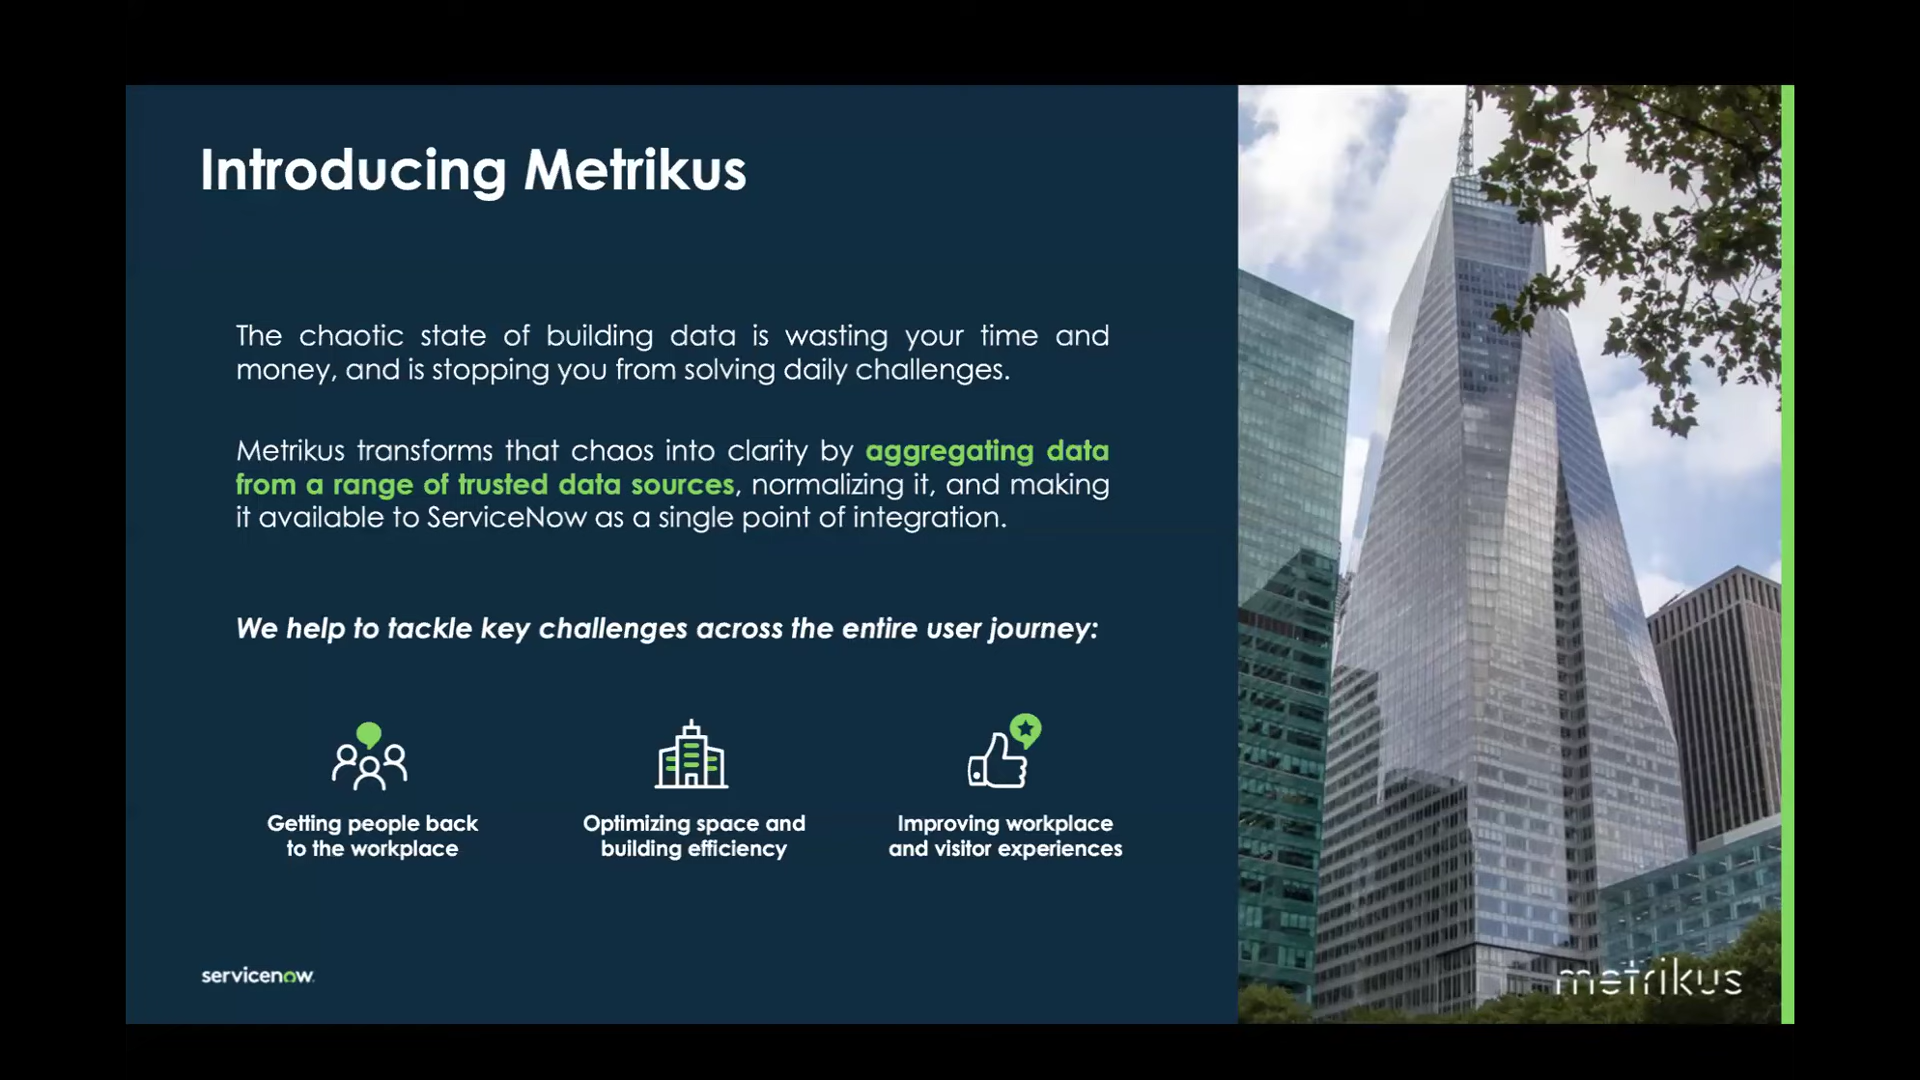 Introducing Metrikus
The chaotic state of building data is wasting your time and
money, and is stopping you from solving daily challenges.
Metrikus transforms that chaos into clarity by aggregating data
from a range of trusted data sources, normalizing it, and making
it available to ServiceNow as a single point of integration.
We help to tackle key challenges across the entire user journey:
Getting people back
to the workplace
Optimizing space and
building efficiency
Improving workplace
and visitor experiences
servicenow.
metrikus